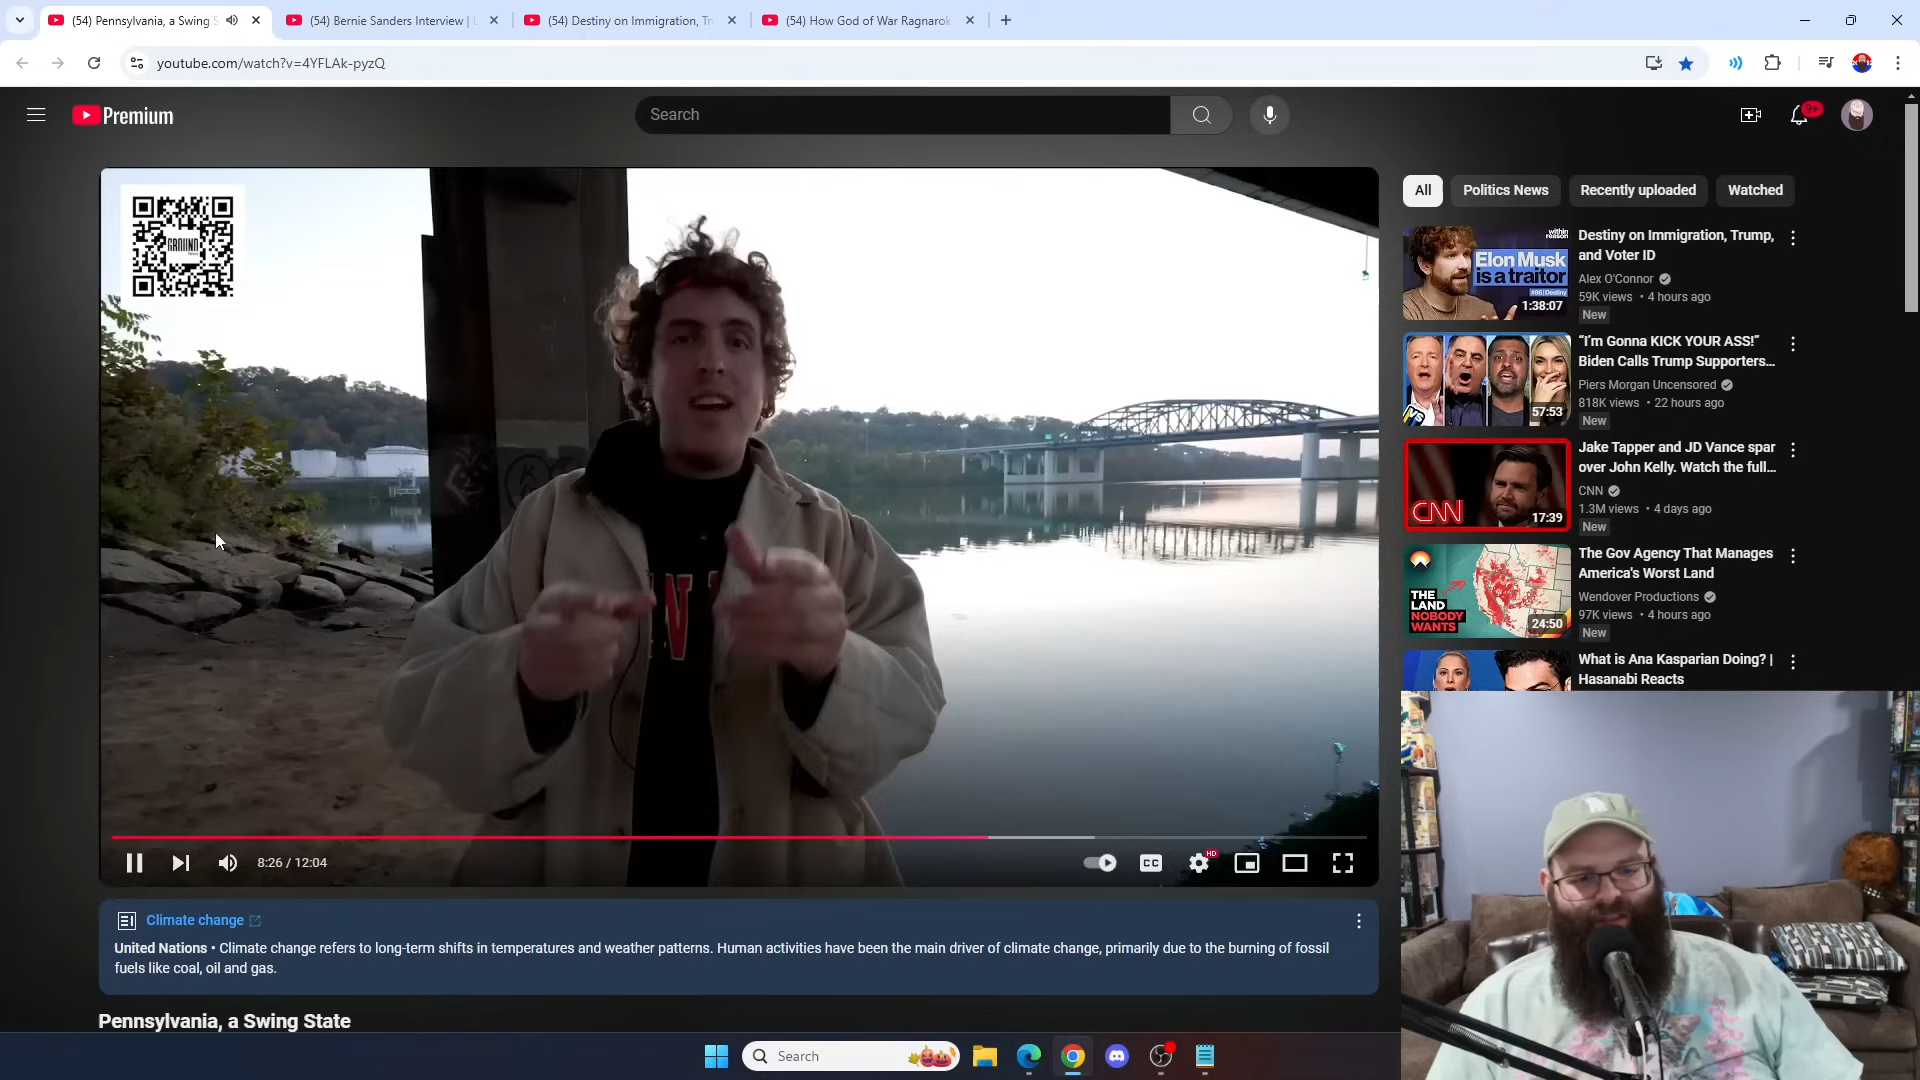 (54) Pennsylvania, a Swing S
(54) Bernie Sanders Interview |
(54) Destiny on Immigration, Tr
(54) How God of War Ragnarok
youtube.com/watch?v=4YFLAk-pyzQ
Premium
Search
9+
GROUND
All
Politics News
Recently uploaded
Watched
within reason
Elon Musk
is a traitor
#86 | Destiny
1:38:07
Destiny on Immigration, Trump,
and Voter ID
Alex O'Connor
59K views • 4 hours ago
New
57:53
“I’m Gonna KICK YOUR ASS!”
Biden Calls Trump Supporters...
Piers Morgan Uncensored
818K views • 22 hours ago
New
CNN
17:39
Jake Tapper and JD Vance spar
over John Kelly. Watch the full...
CNN
1.3M views • 4 days ago
New
THE
LAND
NOBODY
WANTS
24:50
The Gov Agency That Manages
America's Worst Land
Wendover Productions
97K views • 4 hours ago
New
What is Ana Kasparian Doing? |
Hasanabi Reacts
8:26 / 12:04
CC
HD
Climate change
United Nations • Climate change refers to long-term shifts in temperatures and weather patterns. Human activities have been the main driver of climate change, primarily due to the burning of fossil
fuels like coal, oil and gas.
Pennsylvania, a Swing State
Search